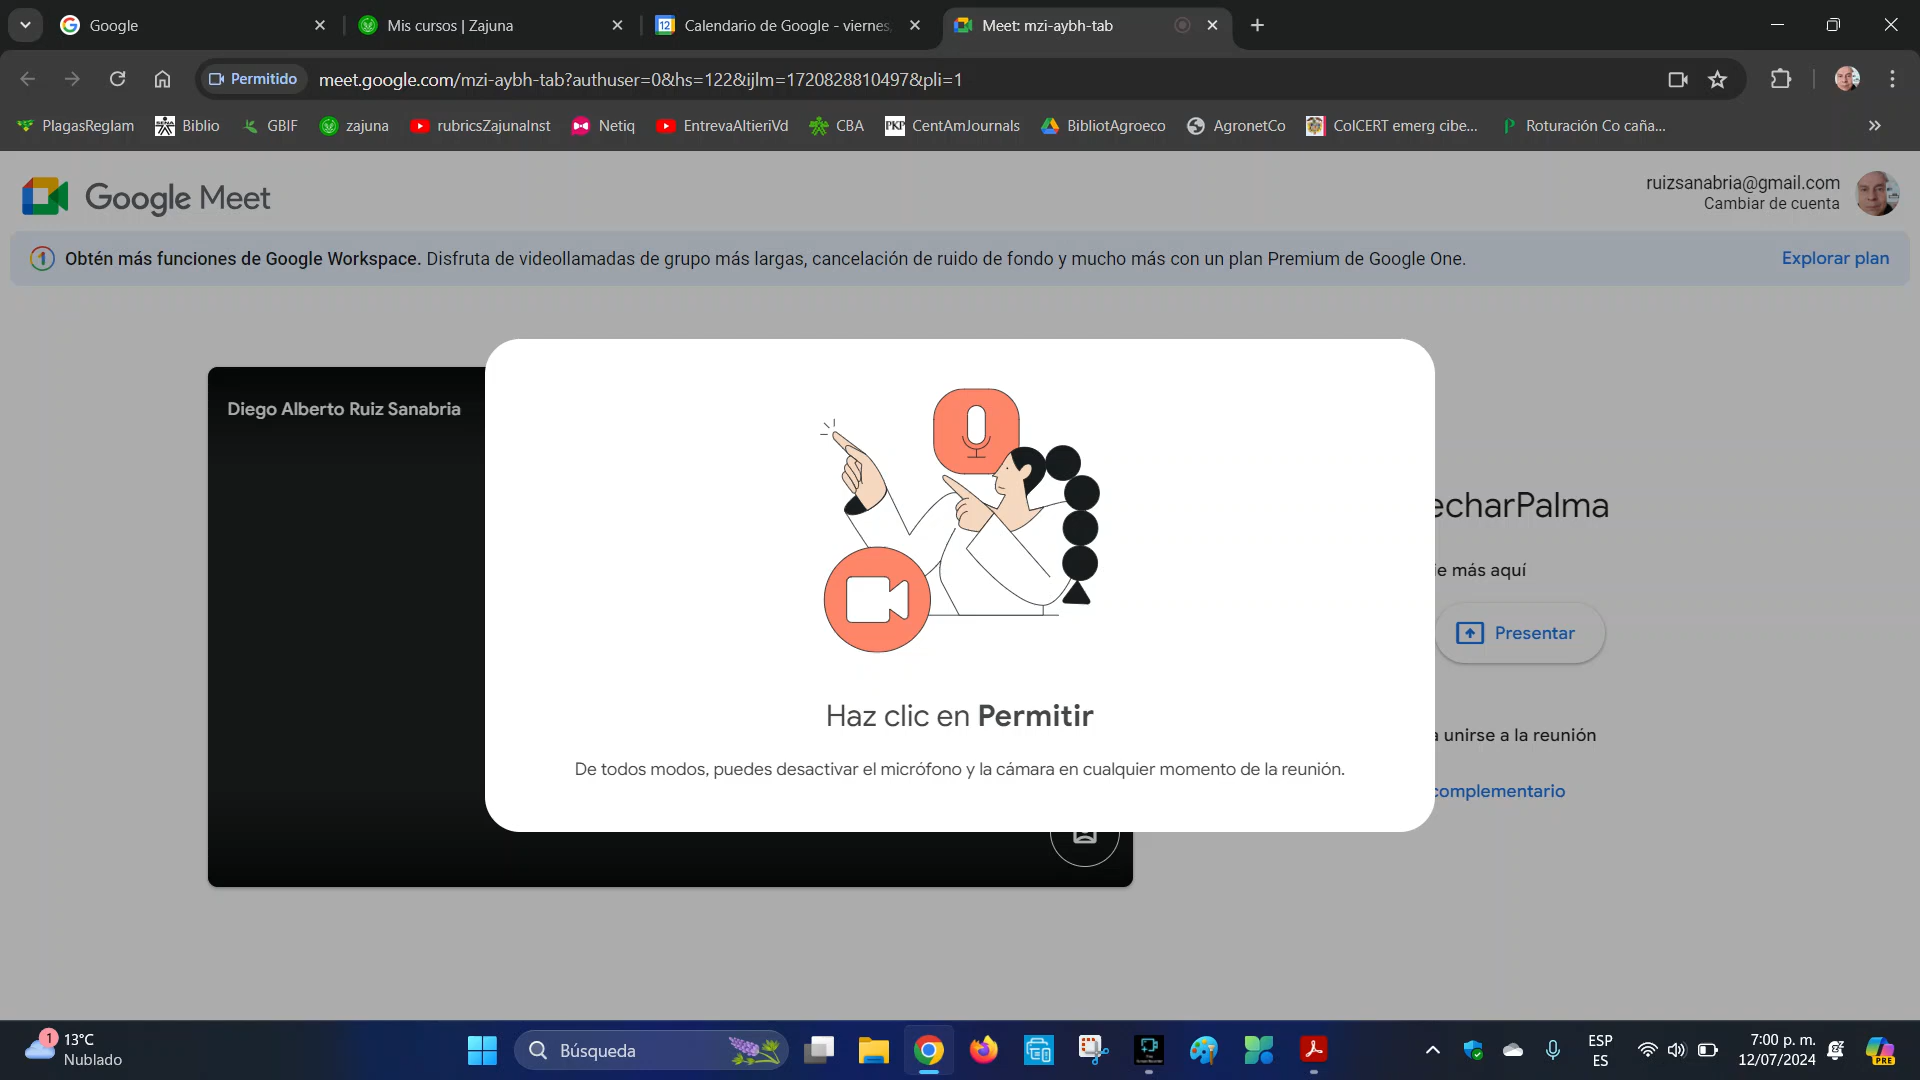 Google
Mis cursos | Zajuna
Calendario de Google - viernes,
Meet: mzi-aybh-tab
Permitido
meet.google.com/mzi-aybh-tab?authuser=0&hs=122&ijlm=1720828810497&pli=1
PlagasReglam
Biblio
GBIF
zajuna
rubricsZajunaInst
Netiq
EntrevaAltieriVd
CBA
PKP
CentAmJournals
BibliotAgroeco
AgronetCo
ColCERT emerg cibe...
Roturación Co caña...
Google Meet
ruizsanabria@gmail.com
Cambiar de cuenta
Obtén más funciones de Google Workspace. Disfruta de videollamadas de grupo más largas, cancelación de ruido de fondo y mucho más con un plan Premium de Google One.
Explorar plan
Diego Alberto Ruiz Sanabria
echarPalma
ie más aquí
Presentar
Haz clic en Permitir
a unirse a la reunión
De todos modos, puedes desactivar el micrófono y la cámara en cualquier momento de la reunión.
complementario
1
13°C
Nublado
Búsqueda
ESP
ES
7:00 p. m.
12/07/2024
PRE